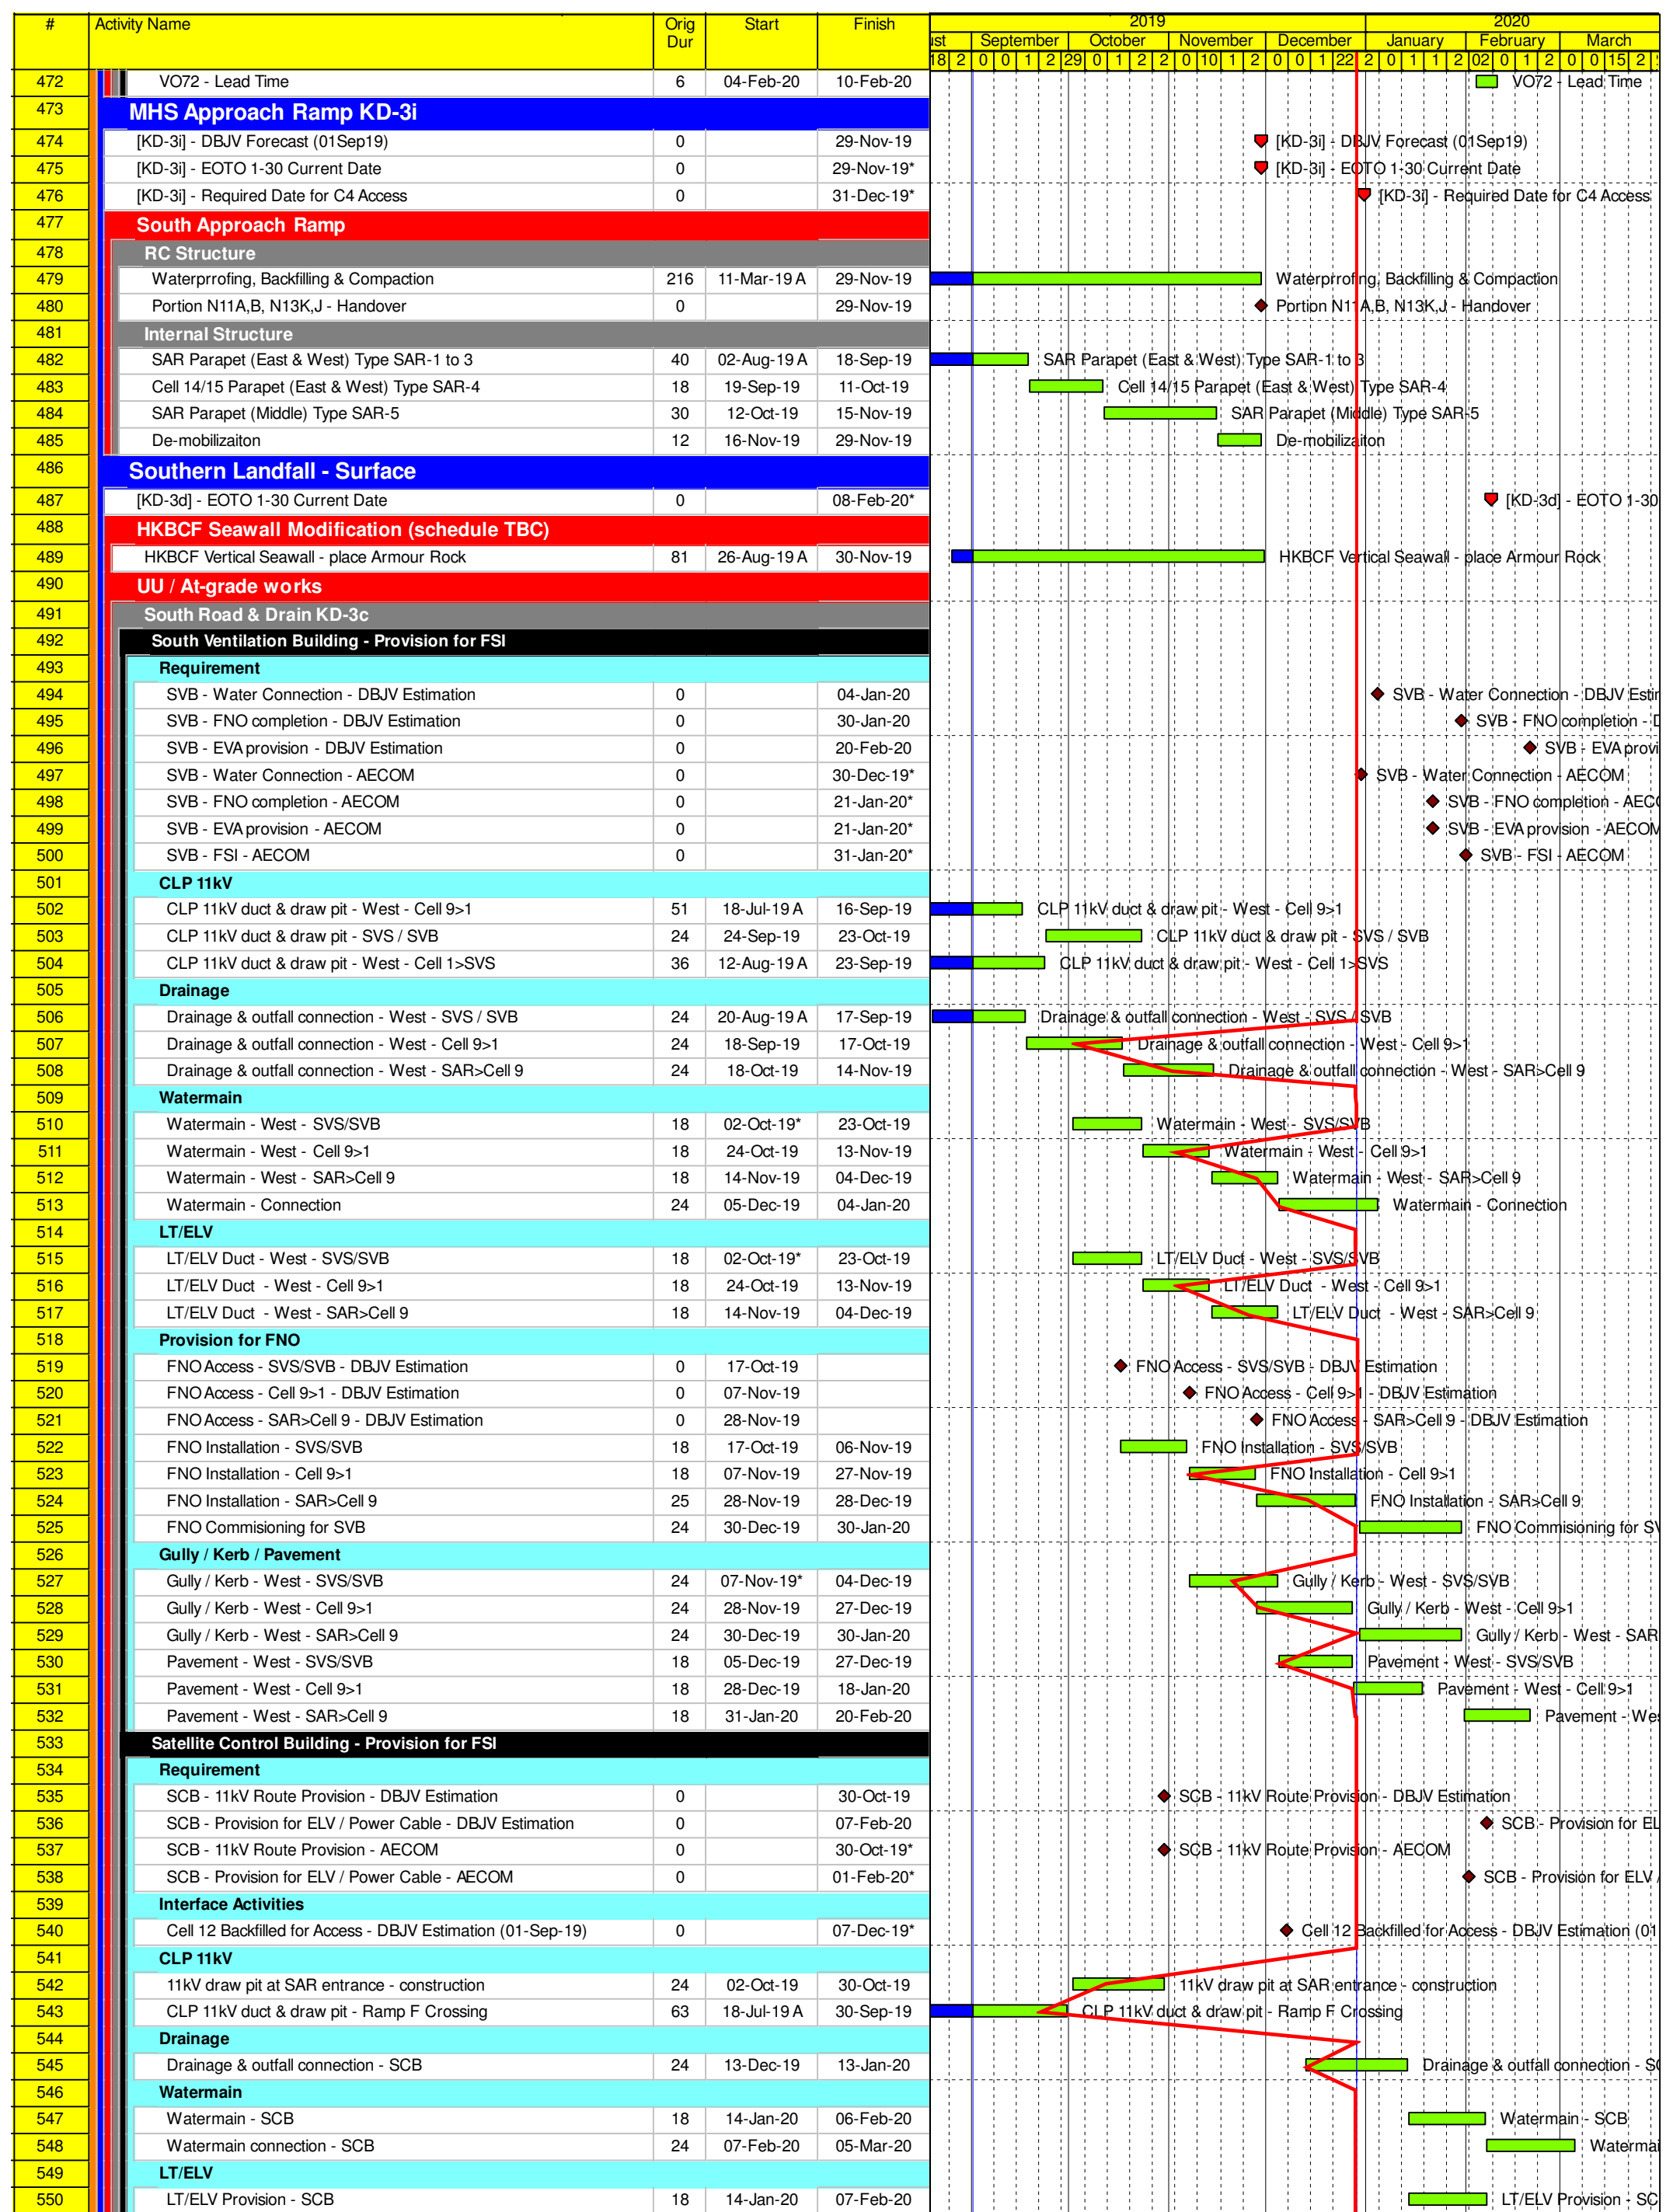 # Activity Name Orig Dur Start Finish 2019 2020
ust September October November December January February March
18 2 0 0 1 2 29 0 1 2 2 0 10 1 2 0 0 1 22 2 0 1 1 2 02 0 1 2 0 0 15 2
472 VO72 - Lead Time 6 04-Feb-20 10-Feb-20 VO72 - Lead Time
473 MHS Approach Ramp KD-3i
474 [KD-3i] - DBJV Forecast (01Sep19) 0 29-Nov-19 [KD-3i] - DBJV Forecast (01Sep19)
475 [KD-3i] - EOTO 1-30 Current Date 0 29-Nov-19* [KD-3i] - EOTO 1-30 Current Date
476 [KD-3i] - Required Date for C4 Access 0 31-Dec-19* [KD-3i] - Required Date for C4 Access
477 South Approach Ramp
478 RC Structure
479 Waterprrofing, Backfilling & Compaction 216 11-Mar-19 A 29-Nov-19 Waterprrofing, Backfilling & Compaction
480 Portion N11A,B, N13K,J - Handover 0 29-Nov-19 Portion N11A,B, N13K,J - Handover
481 Internal Structure
482 SAR Parapet (East & West) Type SAR-1 to 3 40 02-Aug-19 A 18-Sep-19 SAR Parapet (East & West) Type SAR-1 to 3
483 Cell 14/15 Parapet (East & West) Type SAR-4 18 19-Sep-19 11-Oct-19 Cell 14/15 Parapet (East & West) Type SAR-4
484 SAR Parapet (Middle) Type SAR-5 30 12-Oct-19 15-Nov-19 SAR Parapet (Middle) Type SAR-5
485 De-mobilizaiton 12 16-Nov-19 29-Nov-19 De-mobilizaiton
486 Southern Landfall - Surface
487 [KD-3d] - EOTO 1-30 Current Date 0 08-Feb-20* [KD-3d] - EOTO 1-30
488 HKBCF Seawall Modification (schedule TBC)
489 HKBCF Vertical Seawall - place Armour Rock 81 26-Aug-19 A 30-Nov-19 HKBCF Vertical Seawall - place Armour Rock
490 UU / At-grade works
491 South Road & Drain KD-3c
492 South Ventilation Building - Provision for FSI
493 Requirement
494 SVB - Water Connection - DBJV Estimation 0 04-Jan-20 SVB - Water Connection - DBJV Estir
495 SVB - FNO completion - DBJV Estimation 0 30-Jan-20 SVB - FNO completion - D
496 SVB - EVA provision - DBJV Estimation 0 20-Feb-20 SVB - EVA provi
497 SVB - Water Connection - AECOM 0 30-Dec-19* SVB - Water Connection - AECOM
498 SVB - FNO completion - AECOM 0 21-Jan-20* SVB - FNO completion - AECO
499 SVB - EVA provision - AECOM 0 21-Jan-20* SVB - EVA provision - AECOM
500 SVB - FSI - AECOM 0 31-Jan-20* SVB - FSI - AECOM
501 CLP 11kV
502 CLP 11kV duct & draw pit - West - Cell 9>1 51 18-Jul-19 A 16-Sep-19 CLP 11kV duct & draw pit - West - Cell 9>1
503 CLP 11kV duct & draw pit - SVS / SVB 24 24-Sep-19 23-Oct-19 CLP 11kV duct & draw pit - SVS / SVB
504 CLP 11kV duct & draw pit - West - Cell 1>SVS 36 12-Aug-19 A 23-Sep-19 CLP 11kV duct & draw pit - West - Cell 1>SVS
505 Drainage
506 Drainage & outfall connection - West - SVS / SVB 24 20-Aug-19 A 17-Sep-19 Drainage & outfall connection - West - SVS / SVB
507 Drainage & outfall connection - West - Cell 9>1 24 18-Sep-19 17-Oct-19 Drainage & outfall connection - West - Cell 9>1
508 Drainage & outfall connection - West - SAR>Cell 9 24 18-Oct-19 14-Nov-19 Drainage & outfall connection - West - SAR>Cell 9
509 Watermain
510 Watermain - West - SVS/SVB 18 02-Oct-19* 23-Oct-19 Watermain - West - SVS/SVB
511 Watermain - West - Cell 9>1 18 24-Oct-19 13-Nov-19 Watermain - West - Cell 9>1
512 Watermain - West - SAR>Cell 9 18 14-Nov-19 04-Dec-19 Watermain - West - SAR>Cell 9
513 Watermain - Connection 24 05-Dec-19 04-Jan-20 Watermain - Connection
514 LT/ELV
515 LT/ELV Duct - West - SVS/SVB 18 02-Oct-19* 23-Oct-19 LT/ELV Duct - West - SVS/SVB
516 LT/ELV Duct - West - Cell 9>1 18 24-Oct-19 13-Nov-19 LT/ELV Duct - West - Cell 9>1
517 LT/ELV Duct - West - SAR>Cell 9 18 14-Nov-19 04-Dec-19 LT/ELV Duct - West - SAR>Cell 9
518 Provision for FNO
519 FNO Access - SVS/SVB - DBJV Estimation 0 17-Oct-19 FNO Access - SVS/SVB - DBJV Estimation
520 FNO Access - Cell 9>1 - DBJV Estimation 0 07-Nov-19 FNO Access - Cell 9>1 - DBJV Estimation
521 FNO Access - SAR>Cell 9 - DBJV Estimation 0 28-Nov-19 FNO Access - SAR>Cell 9 - DBJV Estimation
522 FNO Installation - SVS/SVB 18 17-Oct-19 06-Nov-19 FNO Installation - SVS/SVB
523 FNO Installation - Cell 9>1 18 07-Nov-19 27-Nov-19 FNO Installation - Cell 9>1
524 FNO Installation - SAR>Cell 9 25 28-Nov-19 28-Dec-19 FNO Installation - SAR>Cell 9
525 FNO Commisioning for SVB 24 30-Dec-19 30-Jan-20 FNO Commisioning for SV
526 Gully / Kerb / Pavement
527 Gully / Kerb - West - SVS/SVB 24 07-Nov-19* 04-Dec-19 Gully / Kerb - West - SVS/SVB
528 Gully / Kerb - West - Cell 9>1 24 28-Nov-19 27-Dec-19 Gully / Kerb - West - Cell 9>1
529 Gully / Kerb - West - SAR>Cell 9 24 30-Dec-19 30-Jan-20 Gully / Kerb - West - SAR
530 Pavement - West - SVS/SVB 18 05-Dec-19 27-Dec-19 Pavement - West - SVS/SVB
531 Pavement - West - Cell 9>1 18 28-Dec-19 18-Jan-20 Pavement - West - Cell 9>1
532 Pavement - West - SAR>Cell 9 18 31-Jan-20 20-Feb-20 Pavement - Wes
533 Satellite Control Building - Provision for FSI
534 Requirement
535 SCB - 11kV Route Provision - DBJV Estimation 0 30-Oct-19 SCB - 11kV Route Provision - DBJV Estimation
536 SCB - Provision for ELV / Power Cable - DBJV Estimation 0 07-Feb-20 SCB - Provision for EL
537 SCB - 11kV Route Provision - AECOM 0 30-Oct-19* SCB - 11kV Route Provision - AECOM
538 SCB - Provision for ELV / Power Cable - AECOM 0 01-Feb-20* SCB - Provision for ELV /
539 Interface Activities
540 Cell 12 Backfilled for Access - DBJV Estimation (01-Sep-19) 0 07-Dec-19* Cell 12 Backfilled for Access - DBJV Estimation (01
541 CLP 11kV
542 11kV draw pit at SAR entrance - construction 24 02-Oct-19 30-Oct-19 11kV draw pit at SAR entrance - construction
543 CLP 11kV duct & draw pit - Ramp F Crossing 63 18-Jul-19 A 30-Sep-19 CLP 11kV duct & draw pit - Ramp F Crossing
544 Drainage
545 Drainage & outfall connection - SCB 24 13-Dec-19 13-Jan-20 Drainage & outfall connection - SC
546 Watermain
547 Watermain - SCB 18 14-Jan-20 06-Feb-20 Watermain - SCB
548 Watermain connection - SCB 24 07-Feb-20 05-Mar-20 Watermai
549 LT/ELV
550 LT/ELV Provision - SCB 18 14-Jan-20 07-Feb-20 LT/ELV Provision - SC